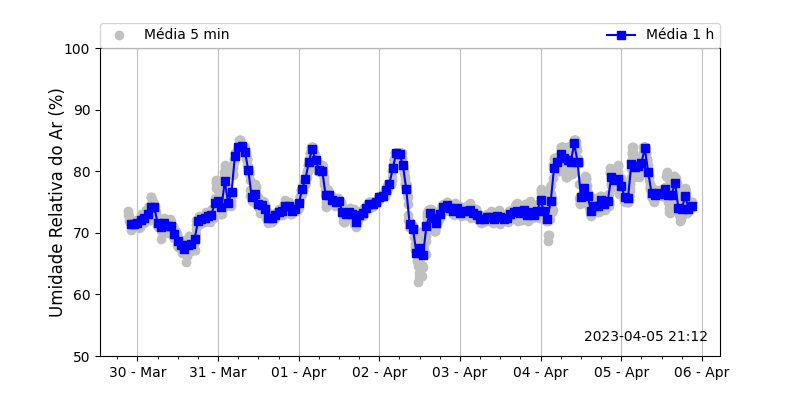 Média 5 min
Média 1 h
100
90
80
70
60
50
Umidade Relativa do Ar (%)
2023-04-05 21:12
30 - Mar
31 - Mar
01 - Apr
02 - Apr
03 - Apr
04 - Apr
05 - Apr
06 - Apr